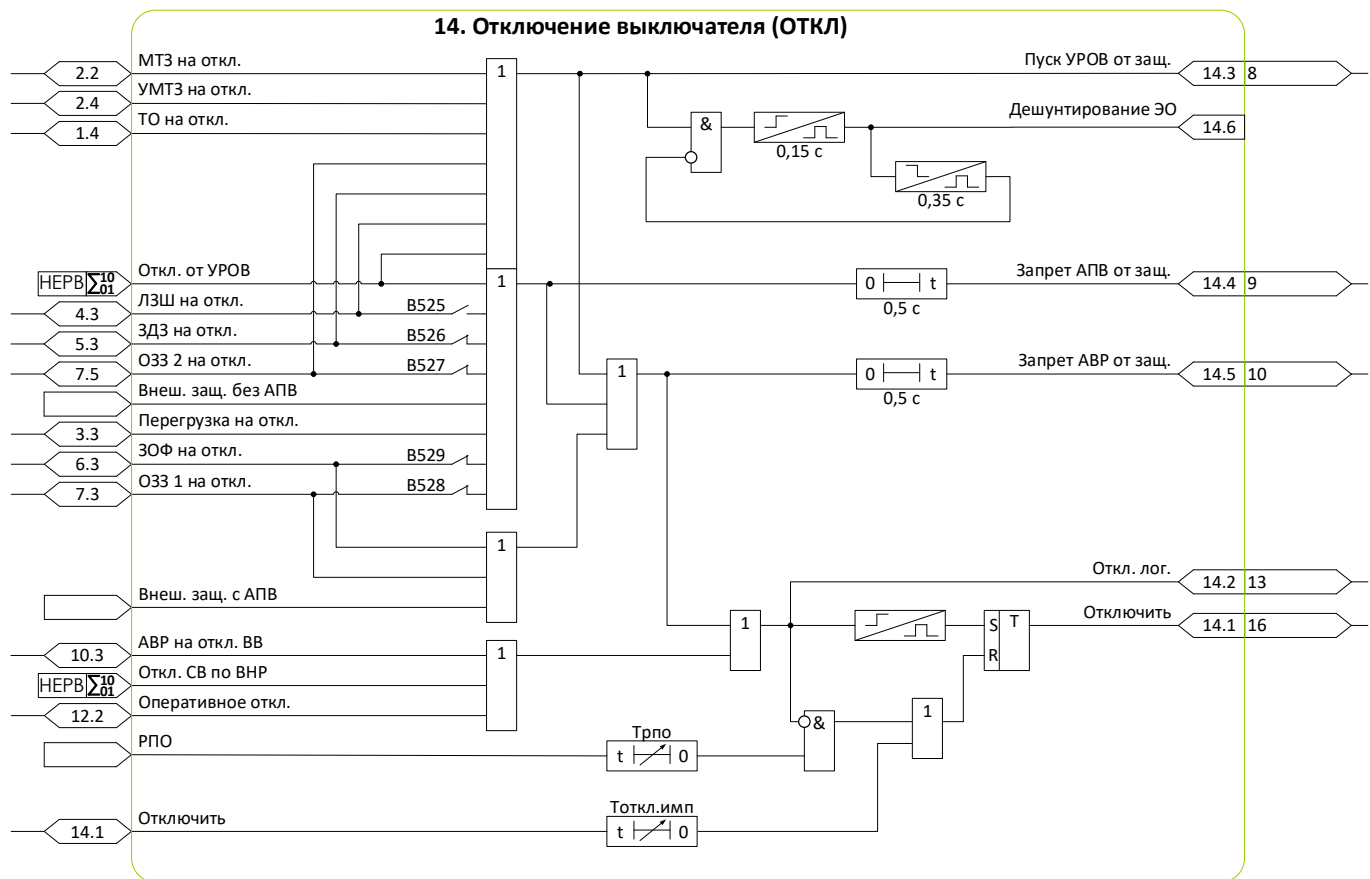 14. Отключение выключателя (ОТКЛ)
МТЗ на откл.
1
Пуск УРОВ от защ.
2.2
14.3 8
УМТЗ на откл.
2.4
Дешунтирование ЭО
ТО на откл.
&
1.4
14.6
0,15 с
0,35 с
Откл. от УРОВ
Запрет АПВ от защ.
НЕРВ Σ10 01
1
0 t
14.4 9
ЛЗШ на откл.
В525
0,5 с
4.3
ЗДЗ на откл.
В526
5.3
ОЗЗ 2 на откл.
В527
Запрет АВР от защ.
7.5
1
0 t
14.5 10
Внеш. защ. без АПВ
0,5 с
Перегрузка на откл.
3.3
ЗОФ на откл.
В529
6.3
ОЗЗ 1 на откл.
В528
7.3
1
Откл. лог.
Внеш. защ. с АПВ
14.2 13
Отключить
1
S T
14.1 16
АВР на откл. ВВ
R
10.3
1
Откл. СВ по ВНР
НЕРВ Σ10 01
Оперативное откл.
12.2
1
&
РПО
Трпо
t 0
Отключить
Тоткл.имп
14.1
t 0